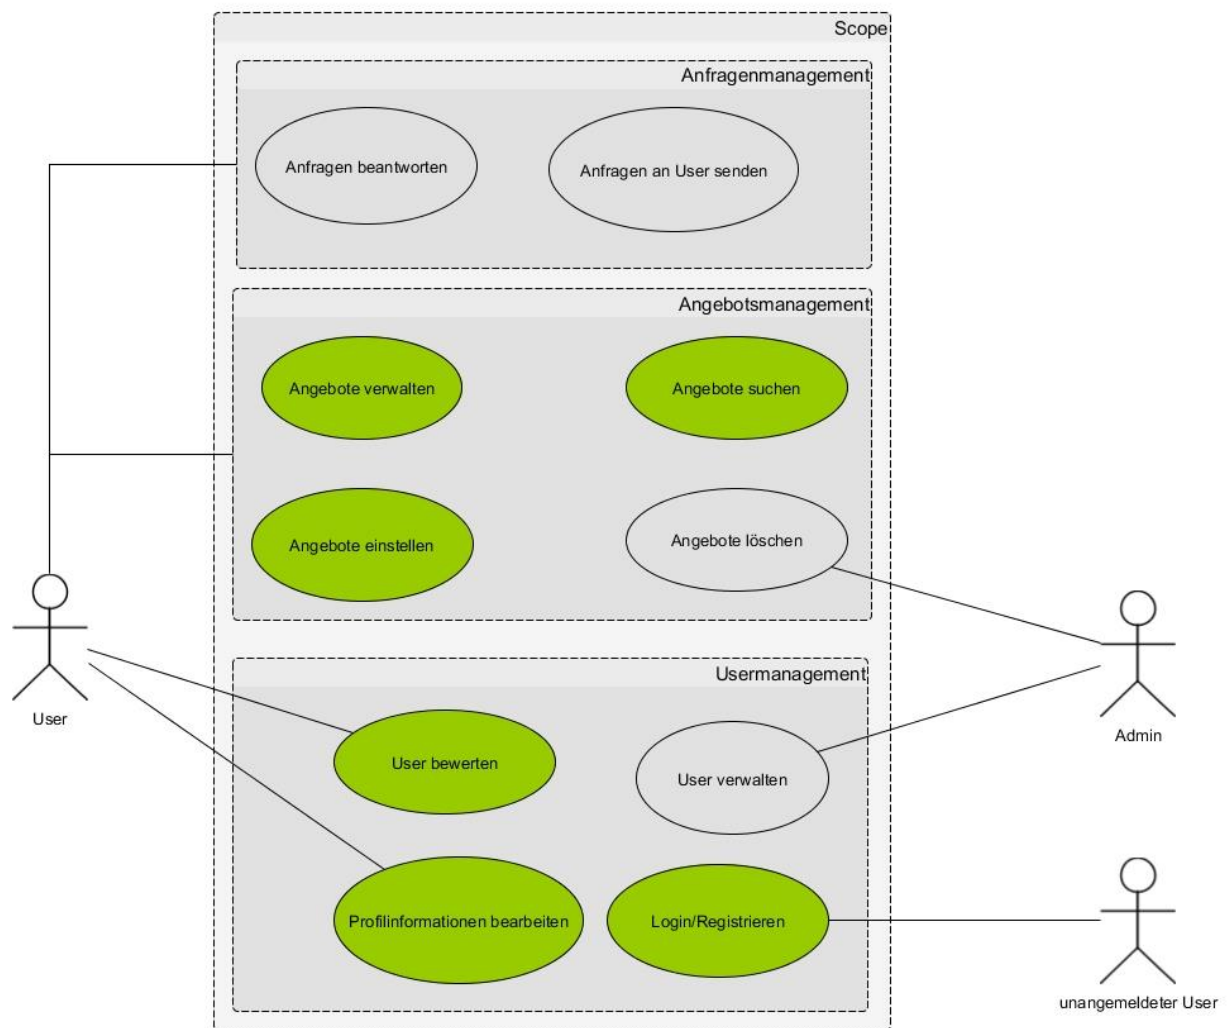 Scope
Anfragenmanagement
Anfragen beantworten
Anfragen an User senden
Angebotsmanagement
Angebote verwalten
Angebote suchen
Angebote einstellen
Angebote löschen
User
Usermanagement
Admin
User bewerten
User verwalten
Profilinformationen bearbeiten
Login/Registrieren
unangemeldeter User